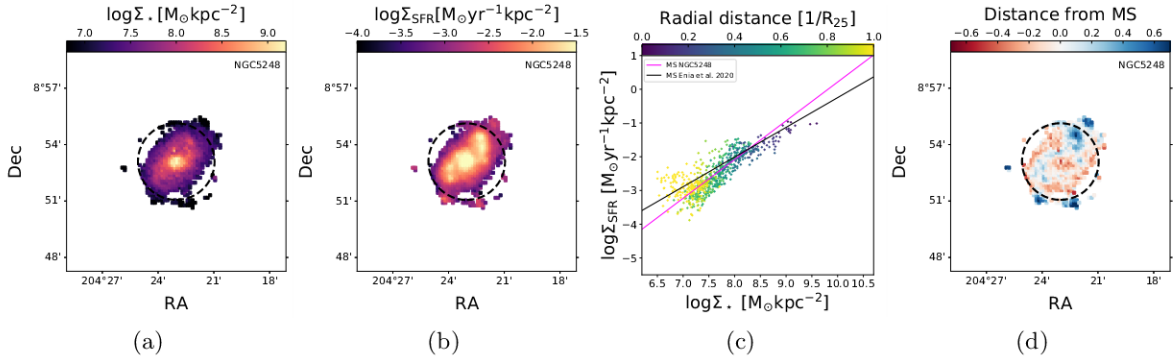 logΣ⋆ [M⊙kpc−2]
7.0 7.5 8.0 8.5 9.0
NGC5248
8°57'
54'
51'
48'
Dec
204°27' 24' 21' 18'
RA
(a)
logΣSFR[M⊙yr−1kpc−2]
−4.0 −3.5 −3.0 −2.5 −2.0 −1.5
NGC5248
8°57'
54'
51'
48'
Dec
204°27' 24' 21' 18'
RA
(b)
Radial distance [1/R25]
0.0 0.2 0.4 0.6 0.8 1.0
MS NGC5248
MS Enia et al. 2020
1
0
−1
−2
−3
−4
−5
logΣSFR [M⊙yr−1kpc−2]
6.5 7.0 7.5 8.0 8.5 9.0 9.5 10.0 10.5
logΣ⋆ [M⊙kpc−2]
(c)
Distance from MS
−0.6 −0.4 −0.2 0.0 0.2 0.4 0.6
NGC5248
8°57'
54'
51'
48'
Dec
204°27' 24' 21' 18'
RA
(d)